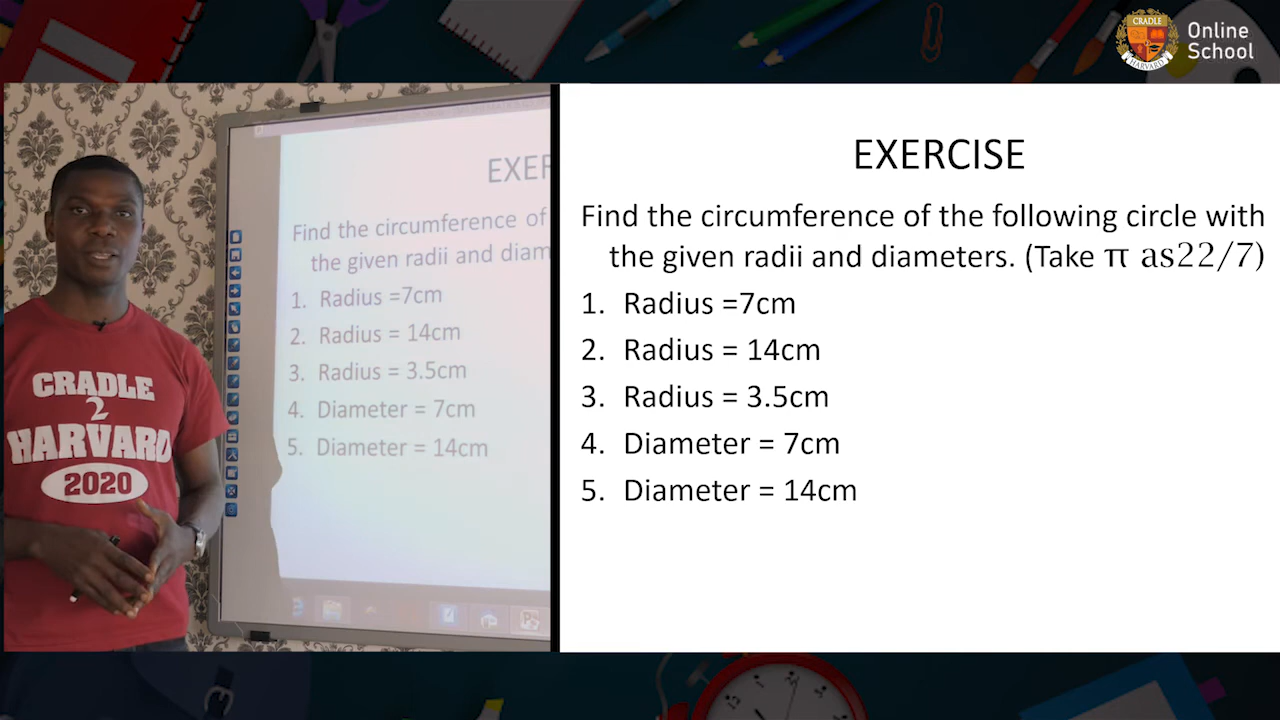 CRADLE
HARVARD
Online
School
EXER
Find the circumference of
the given radii and diam
1. Radius =7cm
2. Radius = 14cm
3. Radius = 3.5cm
4. Diameter = 7cm
5. Diameter = 14cm
CRADLE
2
HARVARD
2020
EXERCISE
Find the circumference of the following circle with
the given radii and diameters. (Take π as22/7)
1. Radius =7cm
2. Radius = 14cm
3. Radius = 3.5cm
4. Diameter = 7cm
5. Diameter = 14cm